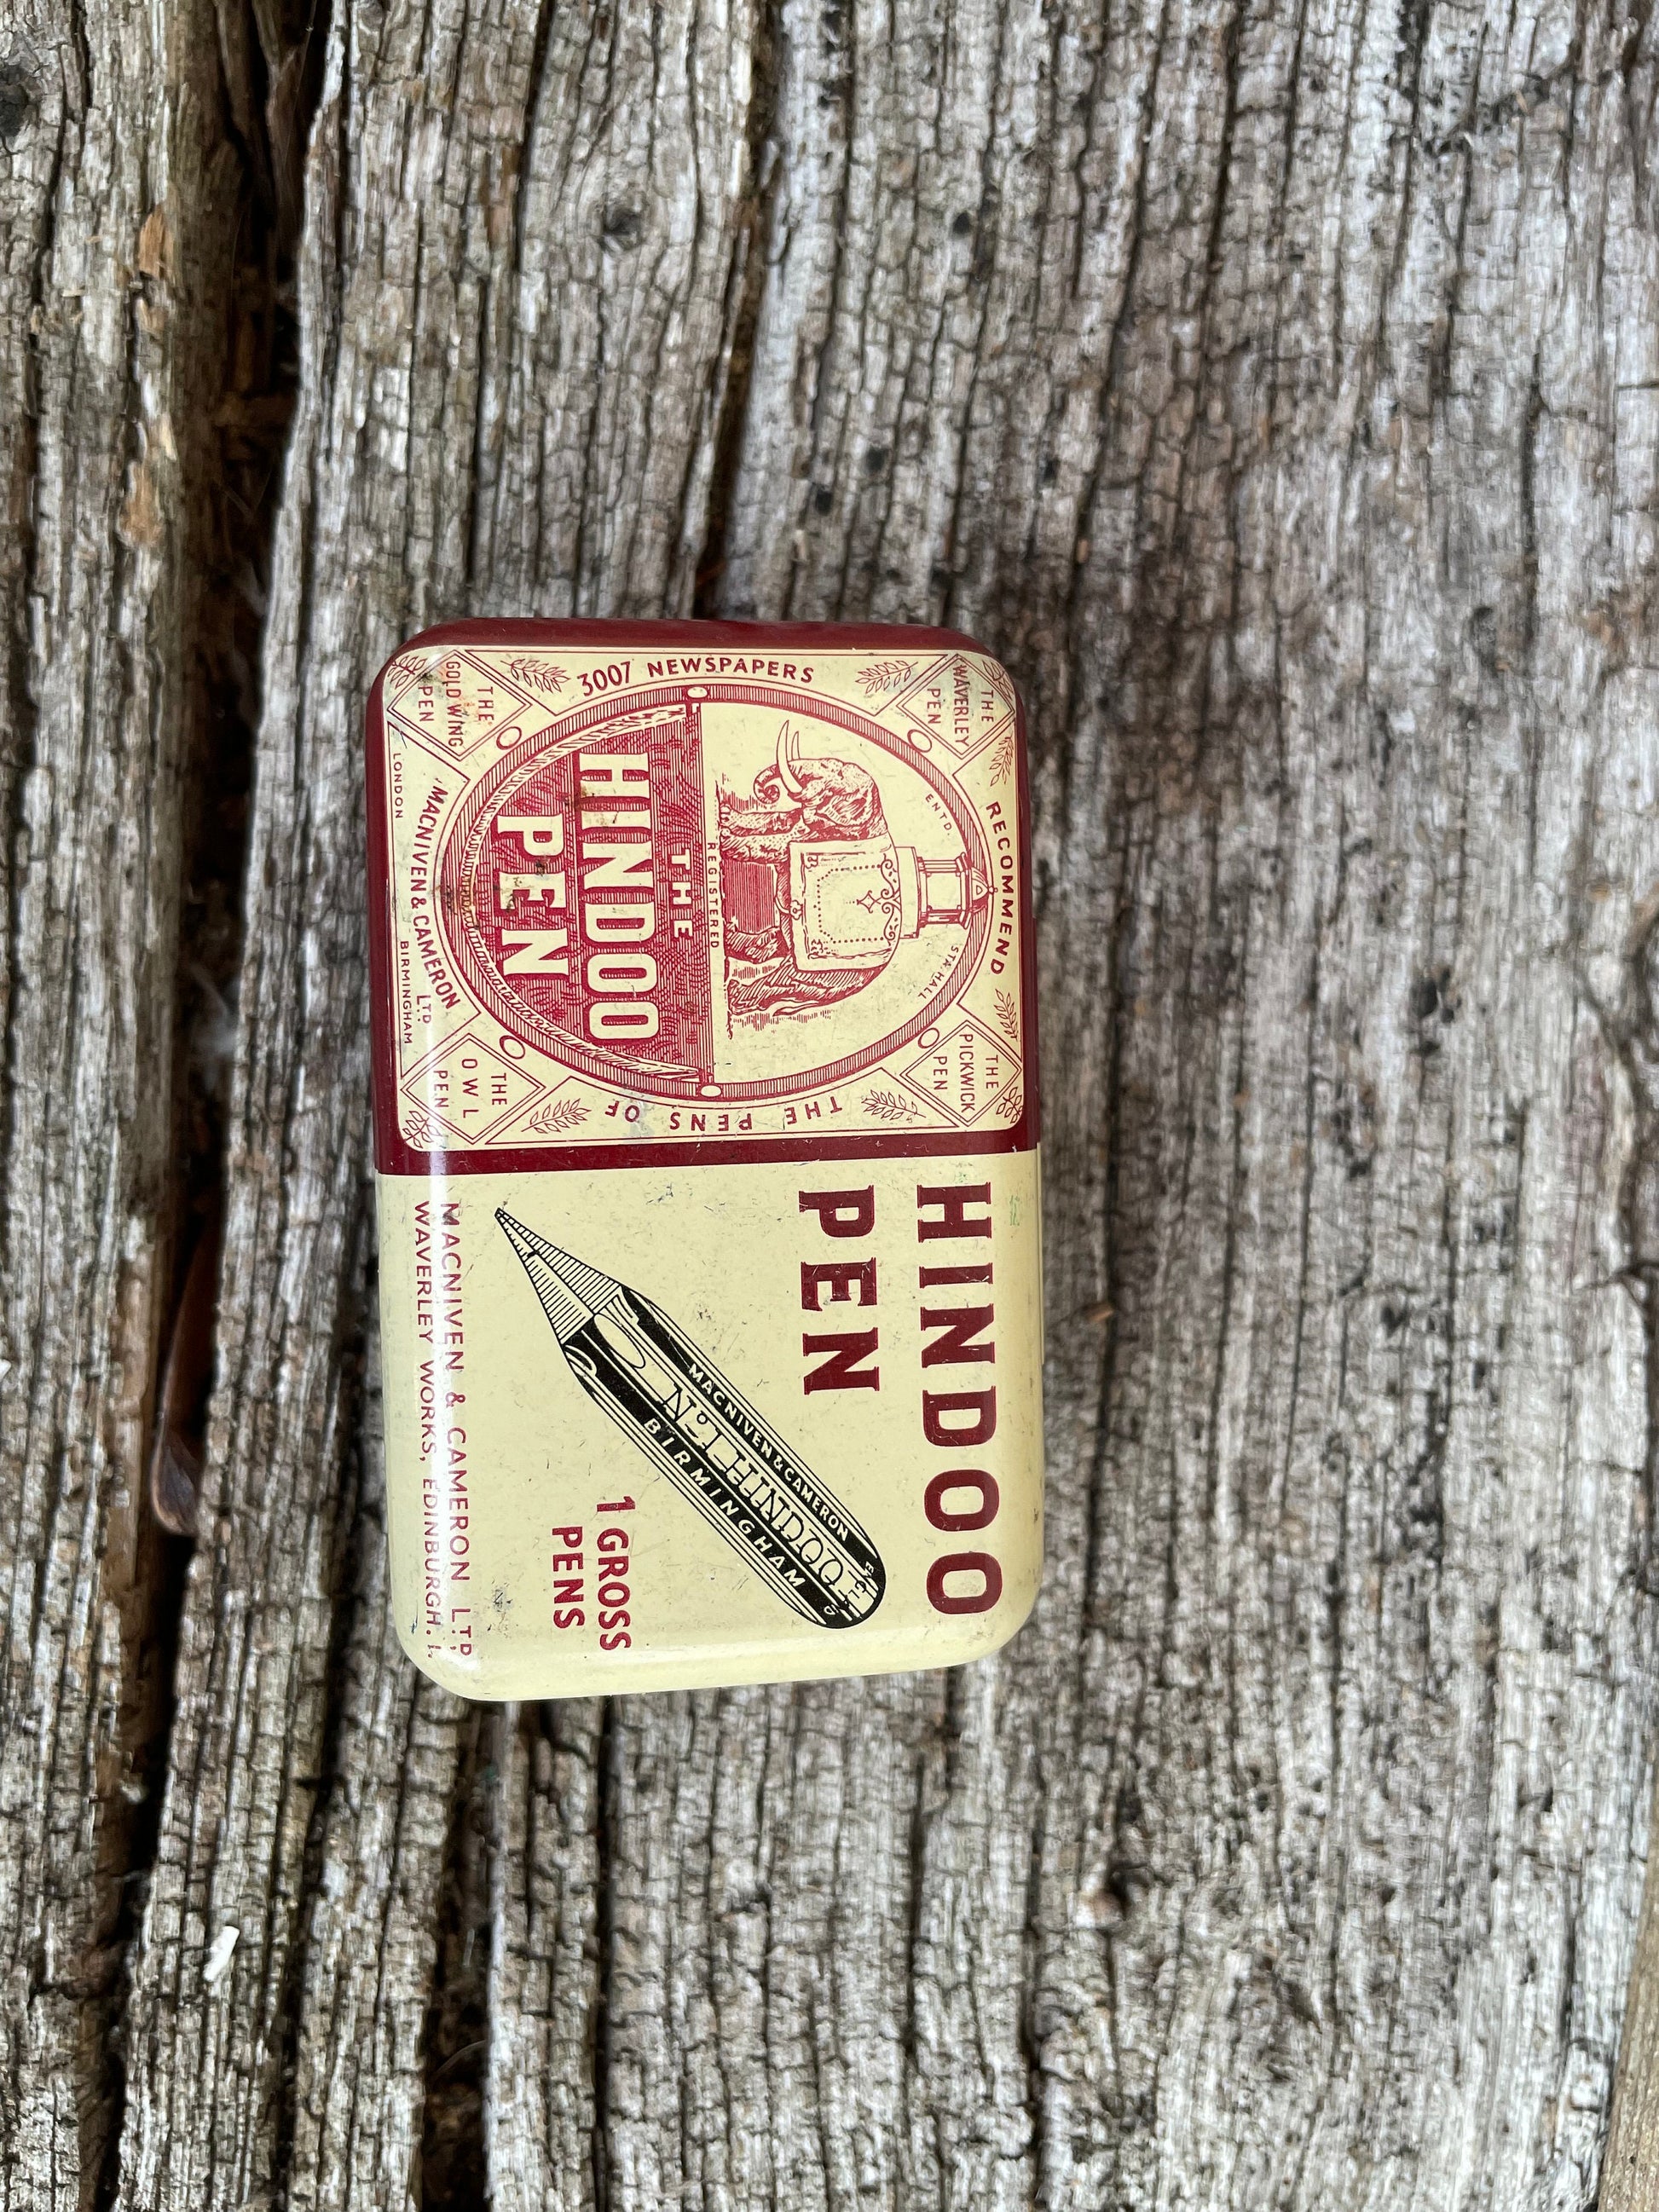 3007 NEWSPAPERS
RECOMMEND
THE PENS OF
THE
WAVERLEY
PEN
THE
PICKWICK
PEN
ENTD.
STA. HALL
REGISTERED
THE
HINDOO
PEN
THE
GOLD WING
PEN
THE
OWL
PEN
MACNIVEN & CAMERON LTD
LONDON
BIRMINGHAM
HINDOO
PEN
MACNIVEN & CAMERON
No 1 HINDOO
BIRMINGHAM
1 GROSS
PENS
MACNIVEN & CAMERON LTD,
WAVERLEY WORKS, EDINBURGH. 1.